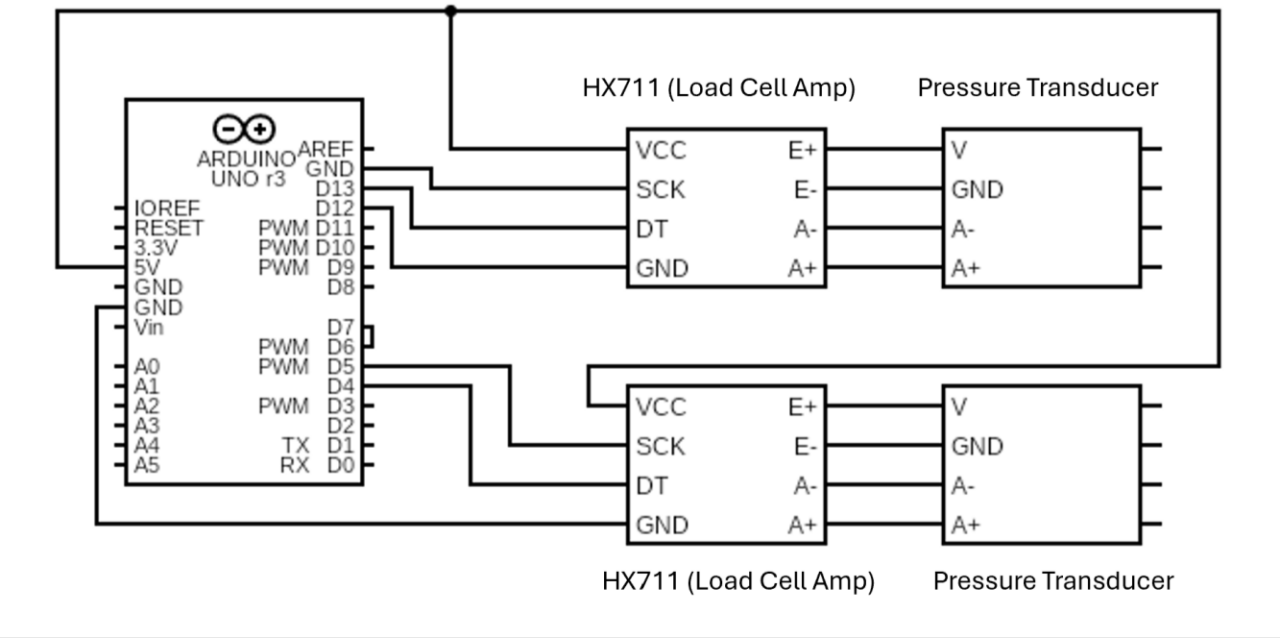 HX711 (Load Cell Amp) Pressure Transducer
ARDUINO
UNO r3
AREF
GND
D13
D12
PWM D11
PWM D10
PWM D9
D8
D7
PWM D6
PWM D5
D4
PWM D3
D2
TX D1
RX D0
IOREF
RESET
3.3V
5V
GND
GND
Vin
A0
A1
A2
A3
A4
A5
VCC E+
SCK E-
DT A-
GND A+
V
GND
A-
A+
VCC E+
SCK E-
DT A-
GND A+
V
GND
A-
A+
HX711 (Load Cell Amp) Pressure Transducer